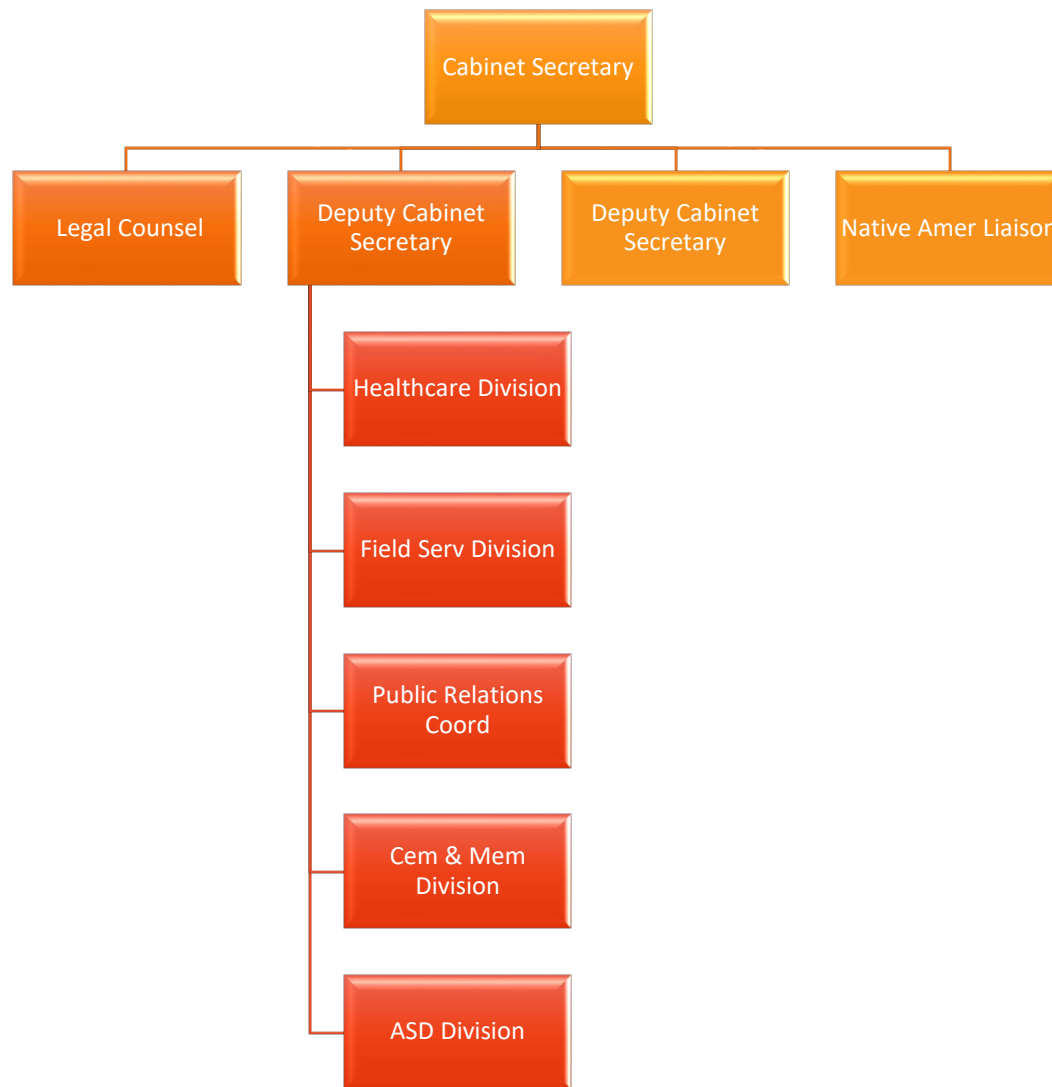 Cabinet Secretary
Legal Counsel
Deputy Cabinet
Secretary
Deputy Cabinet
Secretary
Native Amer Liaison
Healthcare Division
Field Serv Division
Public Relations
Coord
Cem & Mem
Division
ASD Division